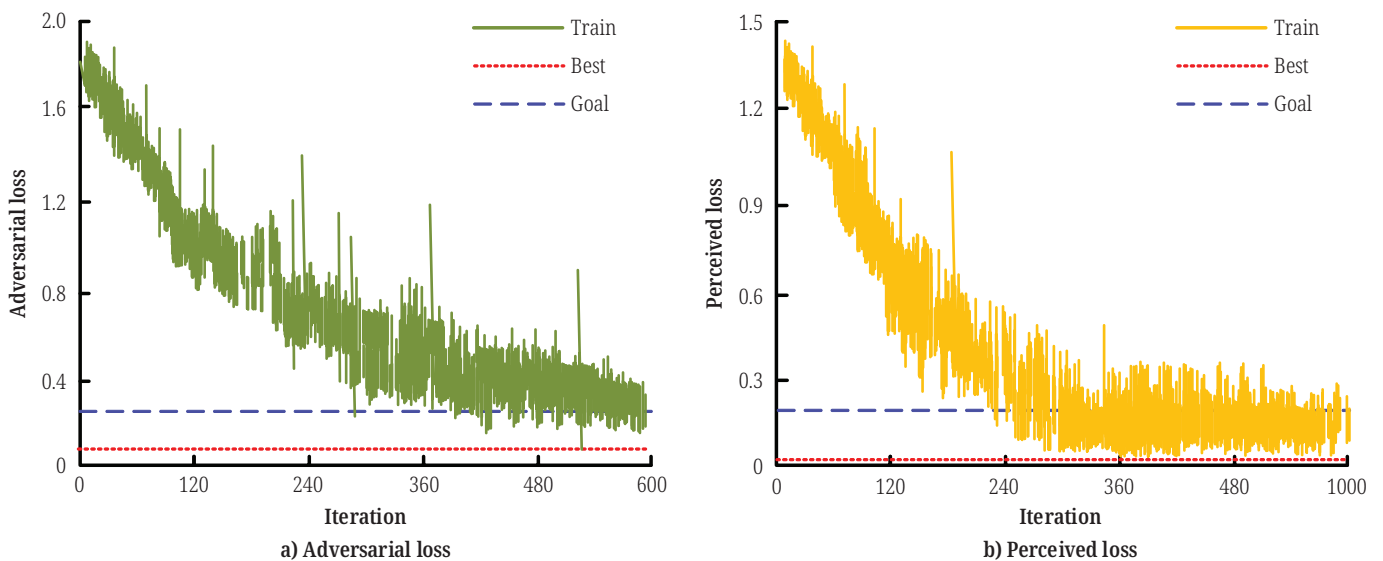 2.0
1.6
1.2
0.8
0.4
0
Adversarial loss
Train
Best
Goal
0 120 240 360 480 600
Iteration
a) Adversarial loss
1.5
1.2
0.9
0.6
0.3
0
Perceived loss
Train
Best
Goal
0 120 240 360 480 1000
Iteration
b) Perceived loss